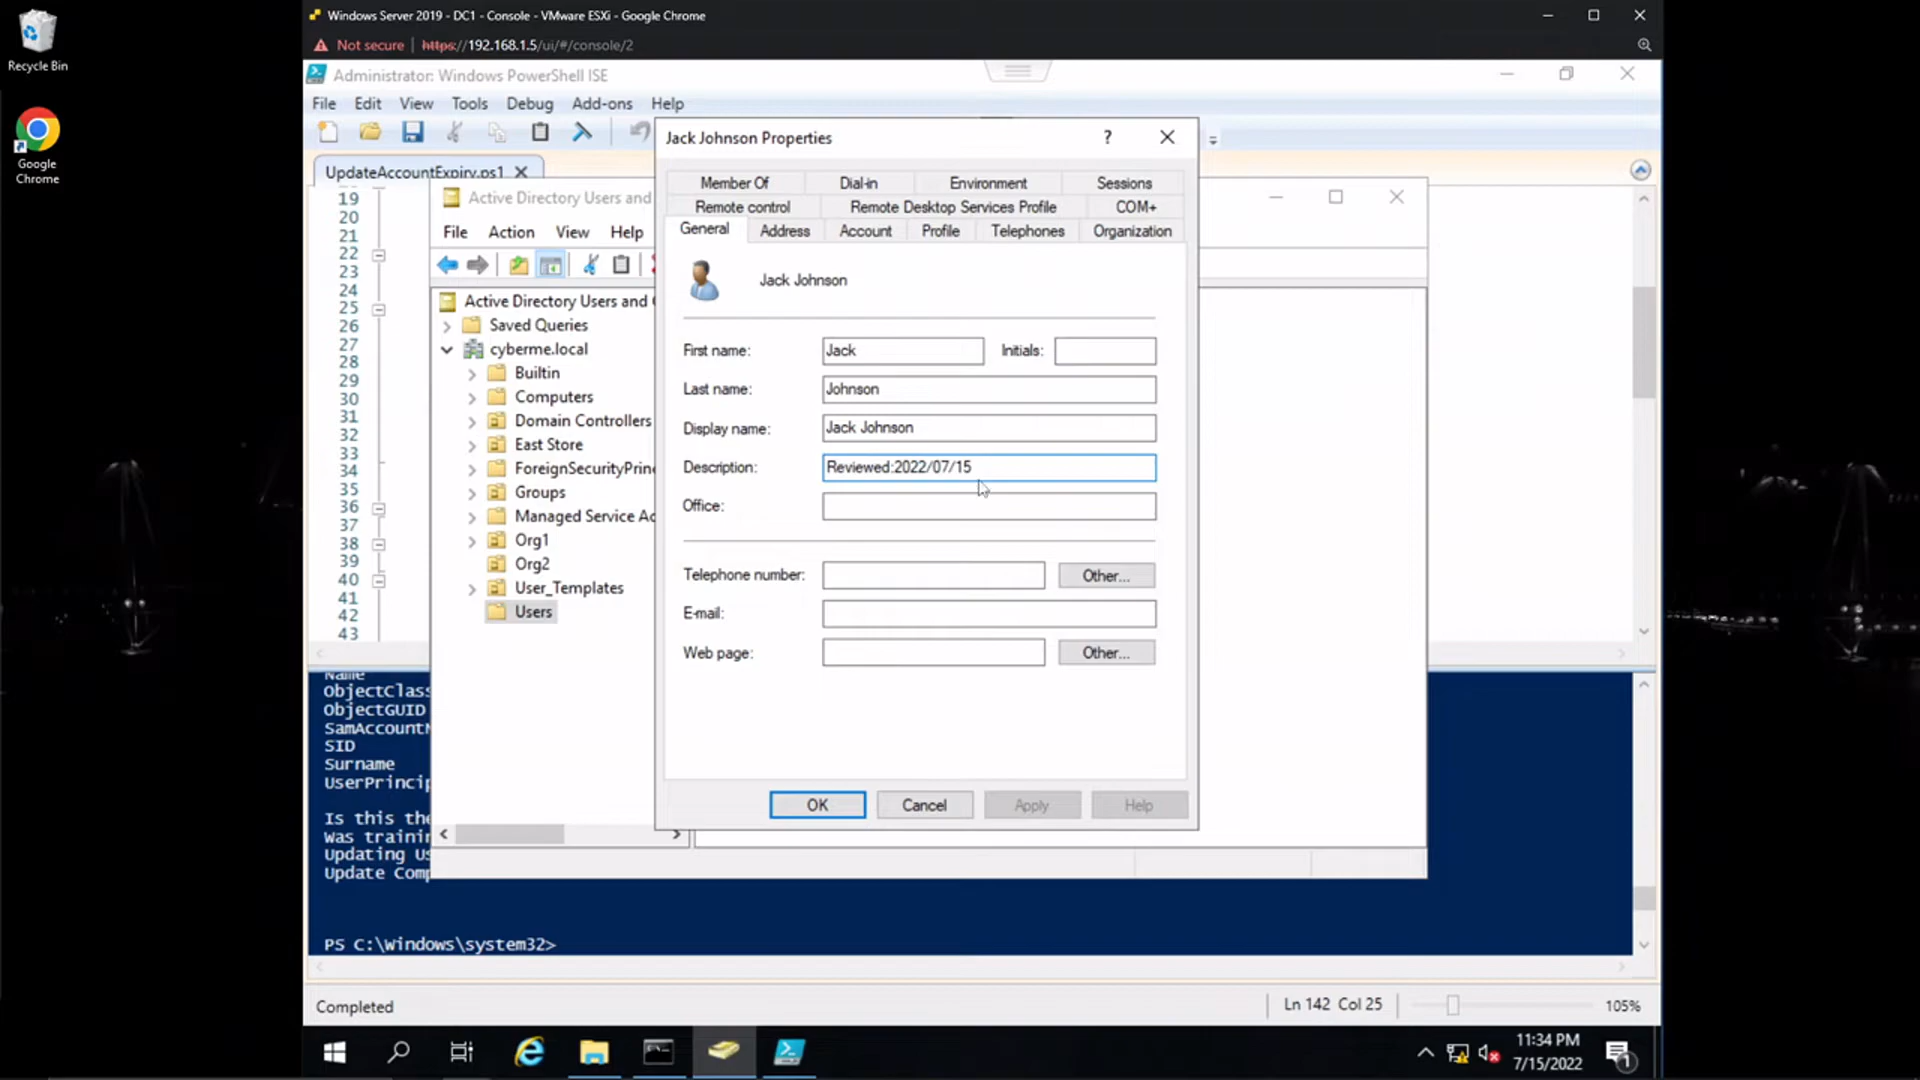 Recycle Bin
Google
Chrome
Windows Server 2019 - DC1 - Console - VMware ESXi - Google Chrome
Not secure
https://192.168.1.5/ui/#/console/2
Administrator: Windows PowerShell ISE
File Edit View Tools Debug Add-ons Help
UpdateAccountExpiry.ps1
19
20
21
22
23
24
25
26
27
28
29
30
31
32
33
34
35
36
37
38
39
40
41
42
43
Active Directory Users and
File Action View Help
Active Directory Users and
Saved Queries
cyberme.local
Builtin
Computers
Domain Controllers
East Store
ForeignSecurityPrinc
Groups
Managed Service Ac
Org1
Org2
User_Templates
Users
Jack Johnson Properties
?
Member Of Dial-in Environment Sessions
Remote control Remote Desktop Services Profile COM+
General Address Account Profile Telephones Organization
Jack Johnson
First name: Jack Initials:
Last name: Johnson
Display name: Jack Johnson
Description: Reviewed:2022/07/15
Office:
Telephone number: Other...
E-mail:
Web page: Other...
OK Cancel Apply Help
Name
ObjectClass
ObjectGUID
SamAccount
SID
Surname
UserPrincip
Is this the
Was trainin
Updating Us
Update Comp
PS C:\Windows\system32>
Completed
Ln 142 Col 25
105%
11:34 PM
7/15/2022
1